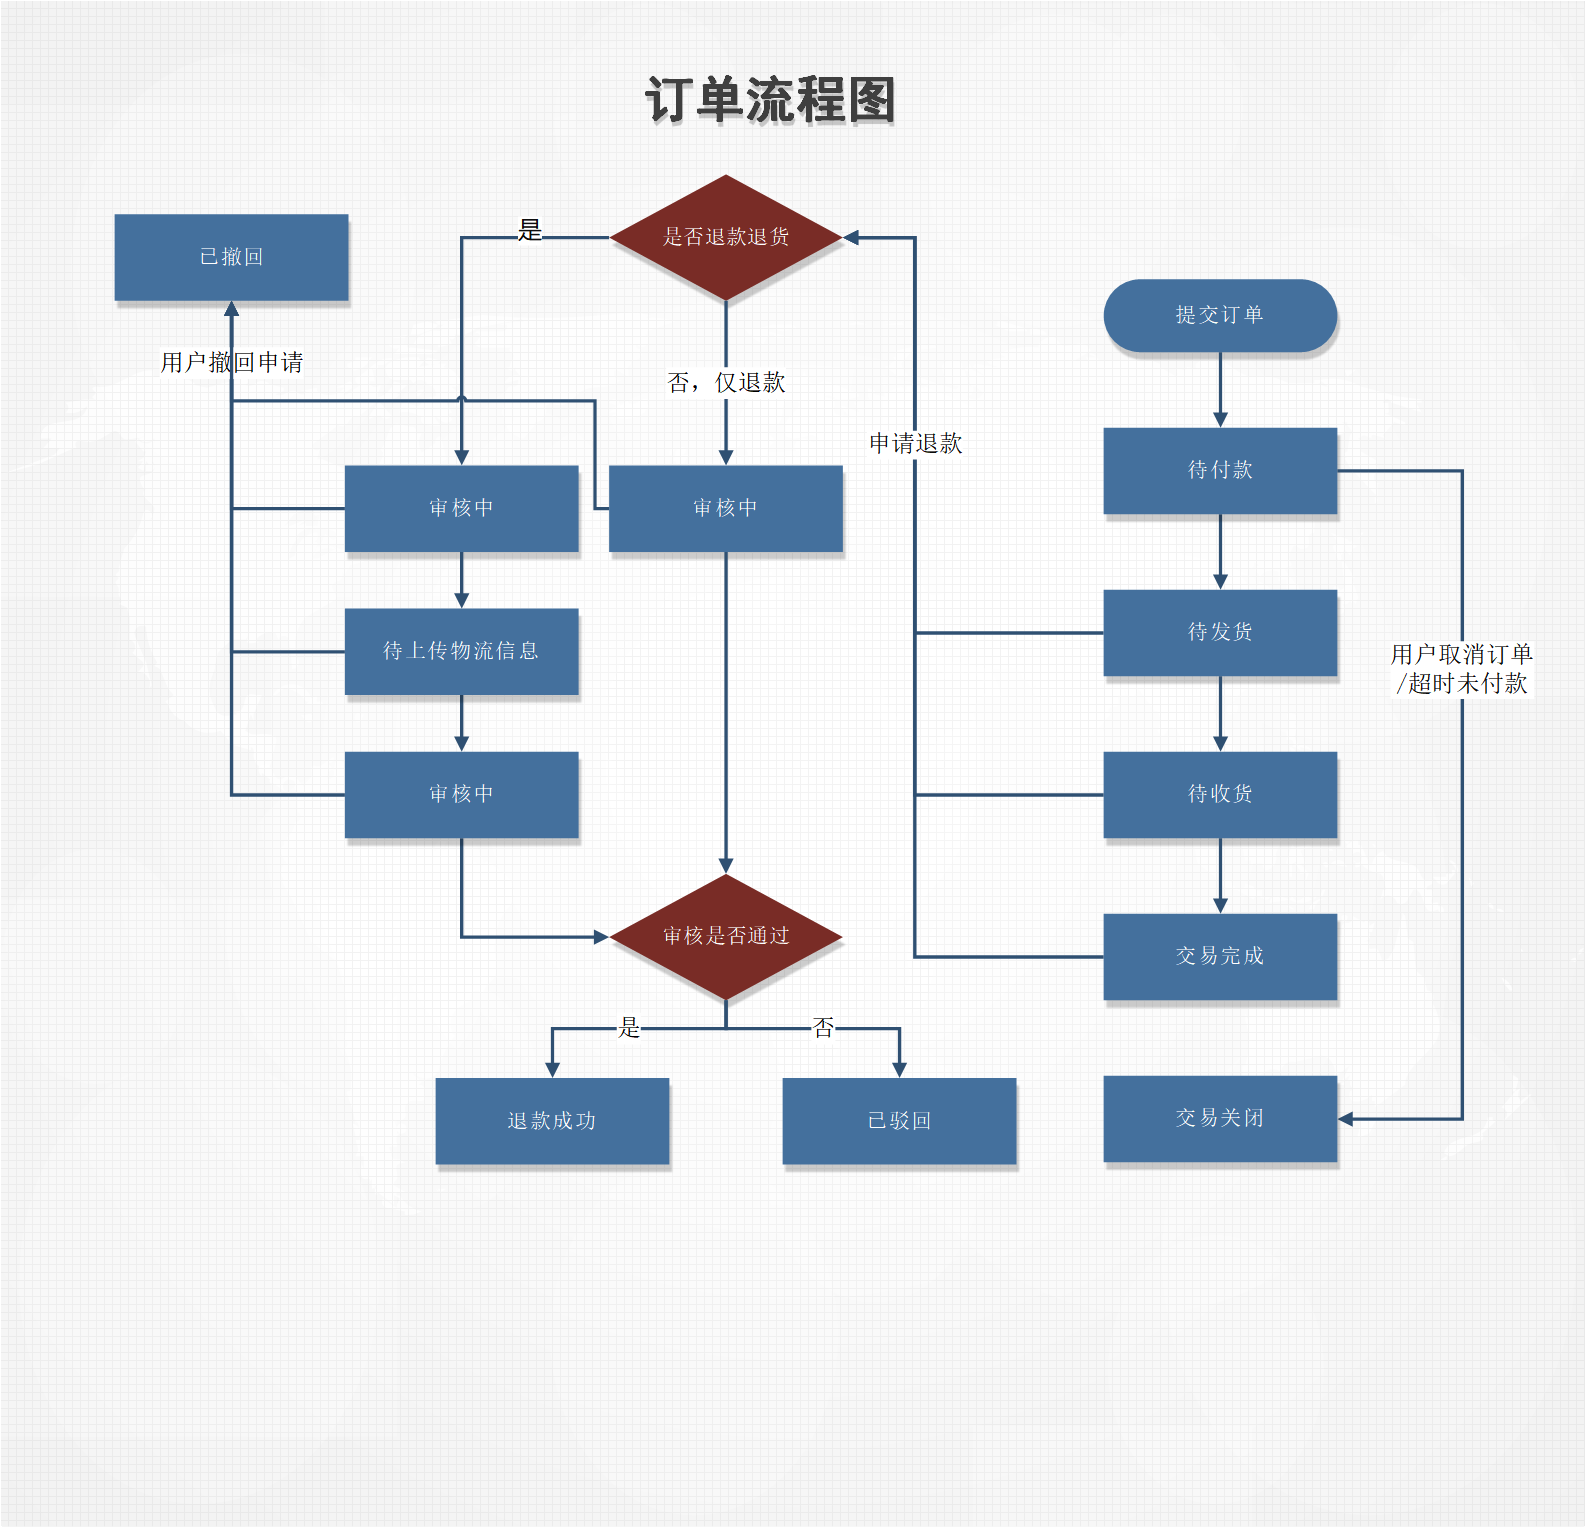 订单流程图
是
是否退款退货
已撤回
提交订单
用户撤回申请
否，仅退款
申请退款
待付款
审核中
审核中
待发货
待上传物流信息
用户取消订单
/超时未付款
审核中
待收货
审核是否通过
交易完成
是
否
退款成功
已驳回
交易关闭